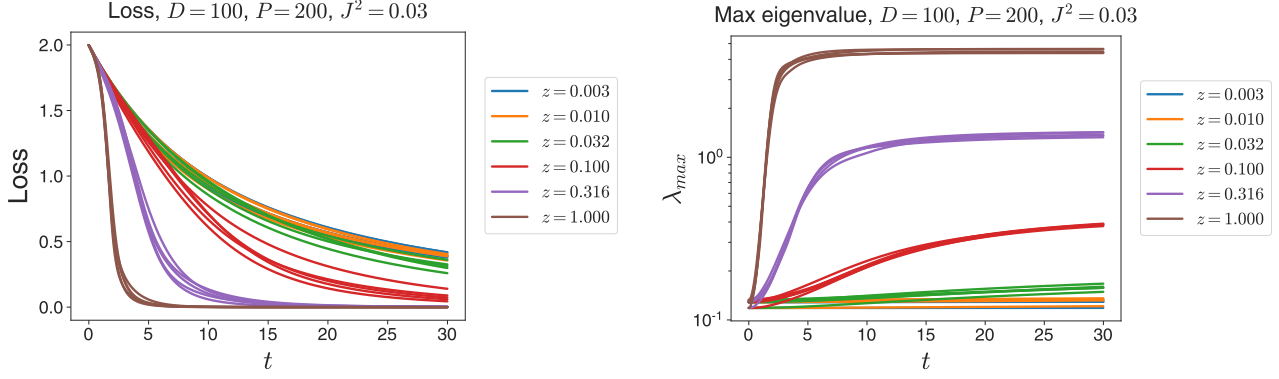 Loss, D = 100, P = 200, J² = 0.03
2.0
1.5
1.0
0.5
0.0
Loss
0 5 10 15 20 25 30
t
z = 0.003
z = 0.010
z = 0.032
z = 0.100
z = 0.316
z = 1.000
Max eigenvalue, D = 100, P = 200, J² = 0.03
10⁰
10⁻¹
λmax
0 5 10 15 20 25 30
t
z = 0.003
z = 0.010
z = 0.032
z = 0.100
z = 0.316
z = 1.000